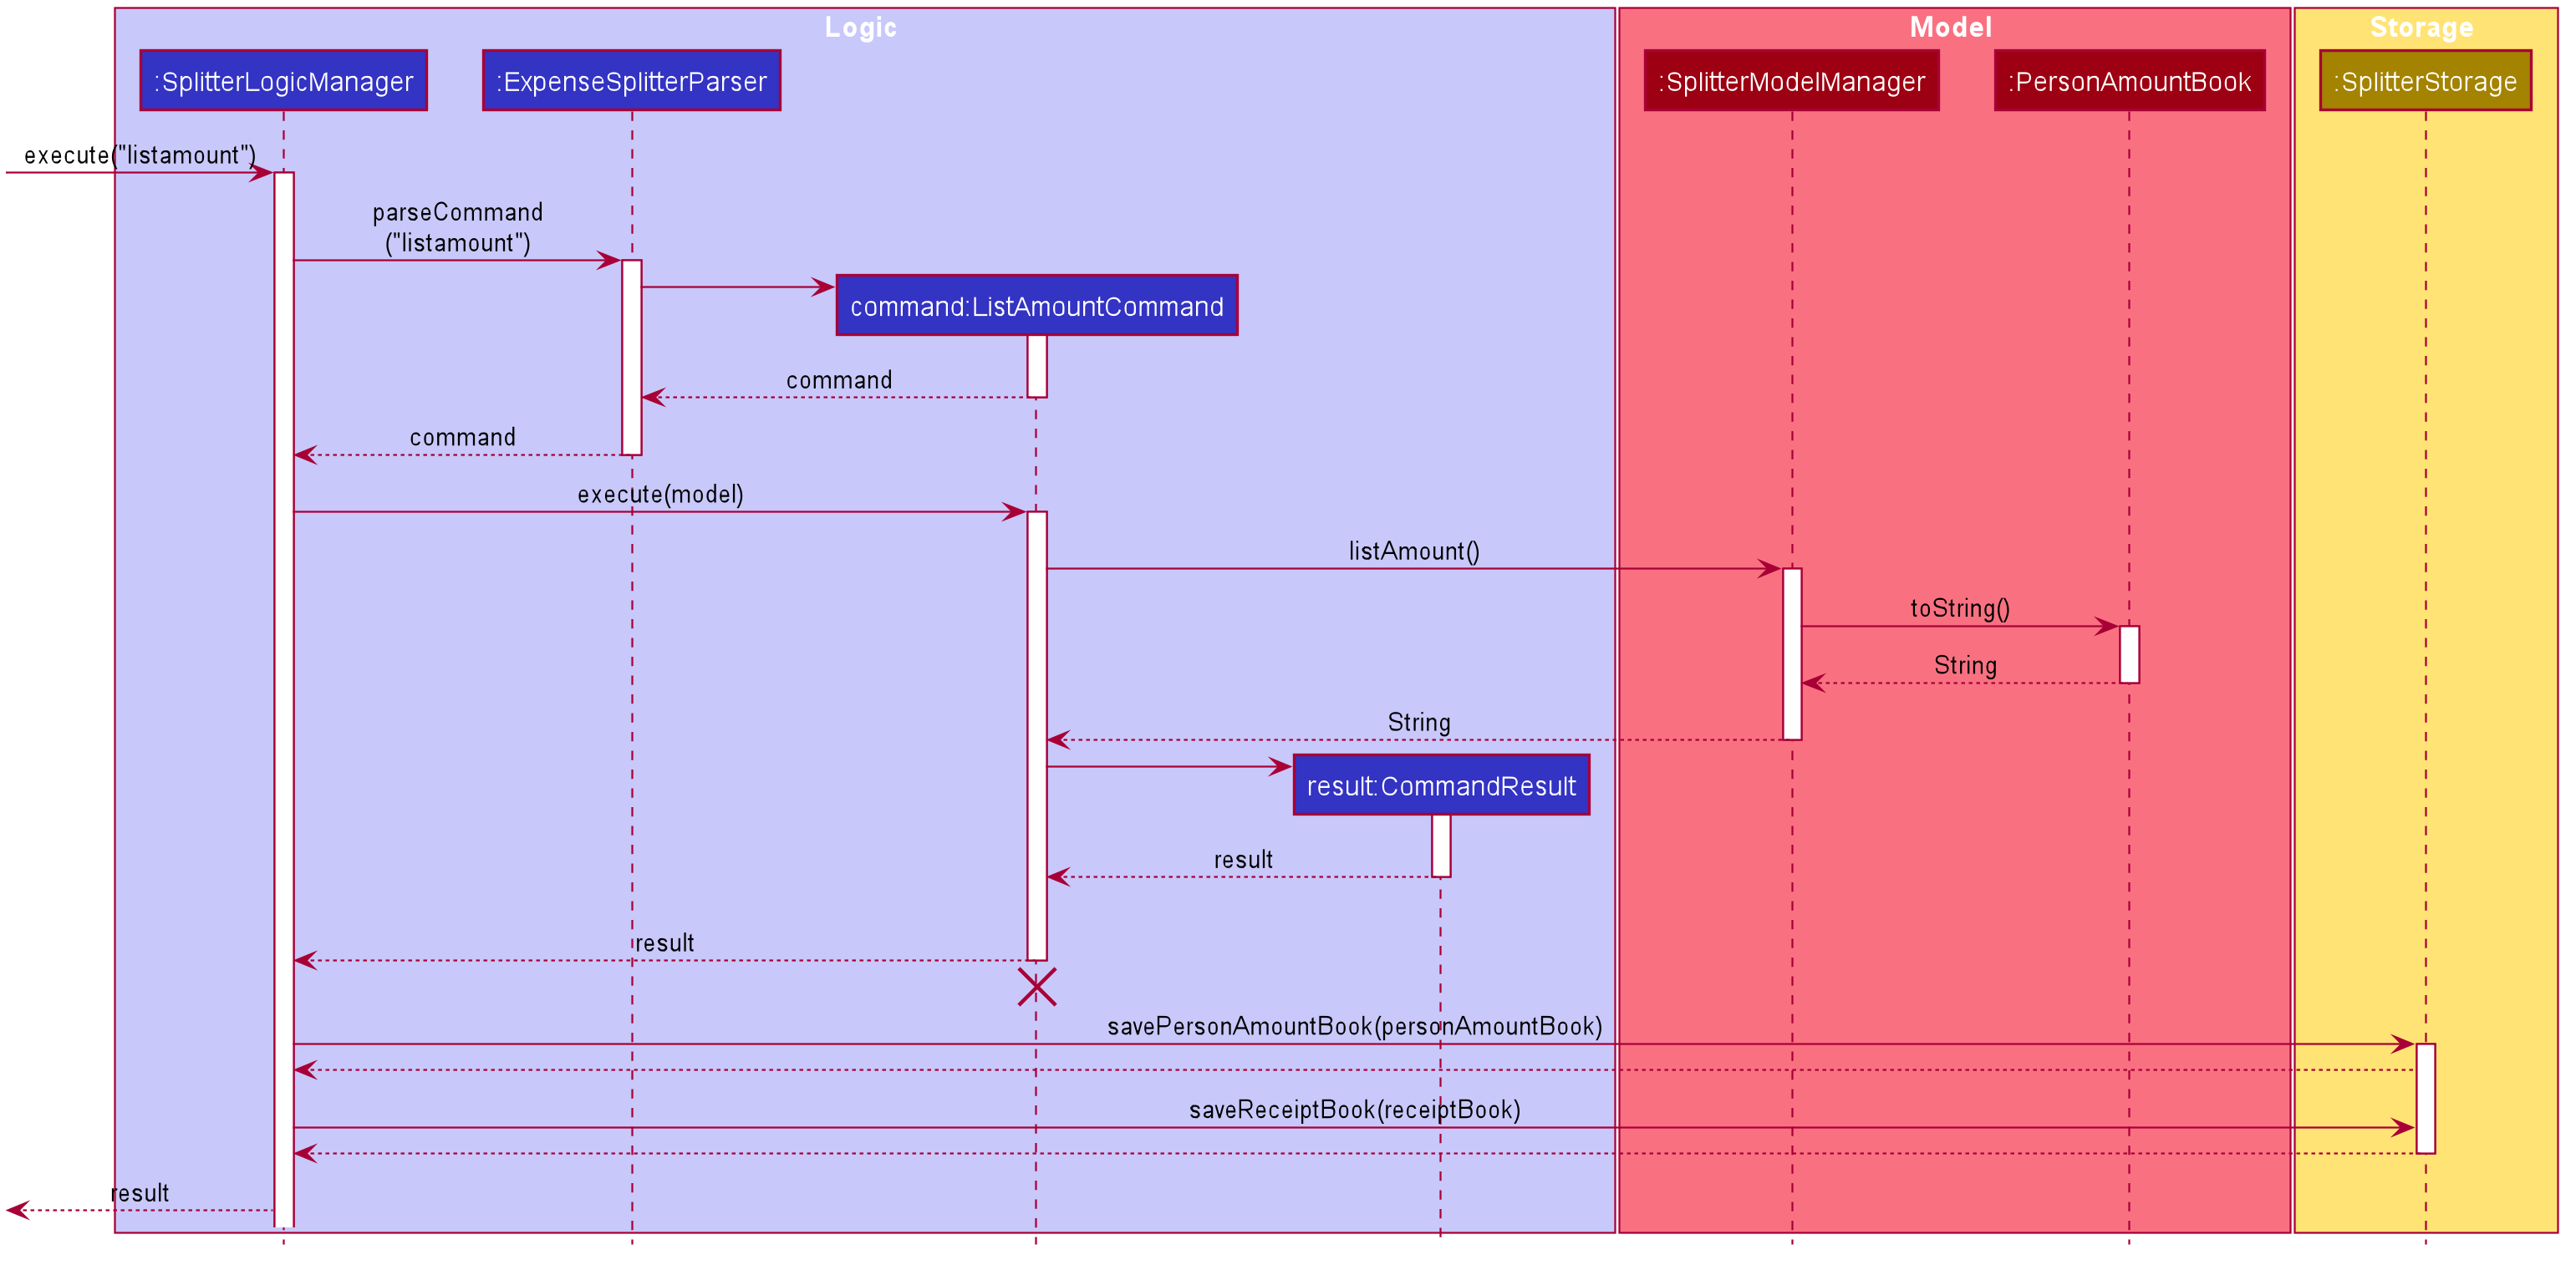 Logic
Model
Storage
:SplitterLogicManager
:ExpenseSplitterParser
:SplitterModelManager
:PersonAmountBook
:SplitterStorage
execute("listamount")
parseCommand
("listamount")
command:ListAmountCommand
command
command
execute(model)
listAmount()
toString()
String
String
result:CommandResult
result
result
savePersonAmountBook(personAmountBook)
saveReceiptBook(receiptBook)
result